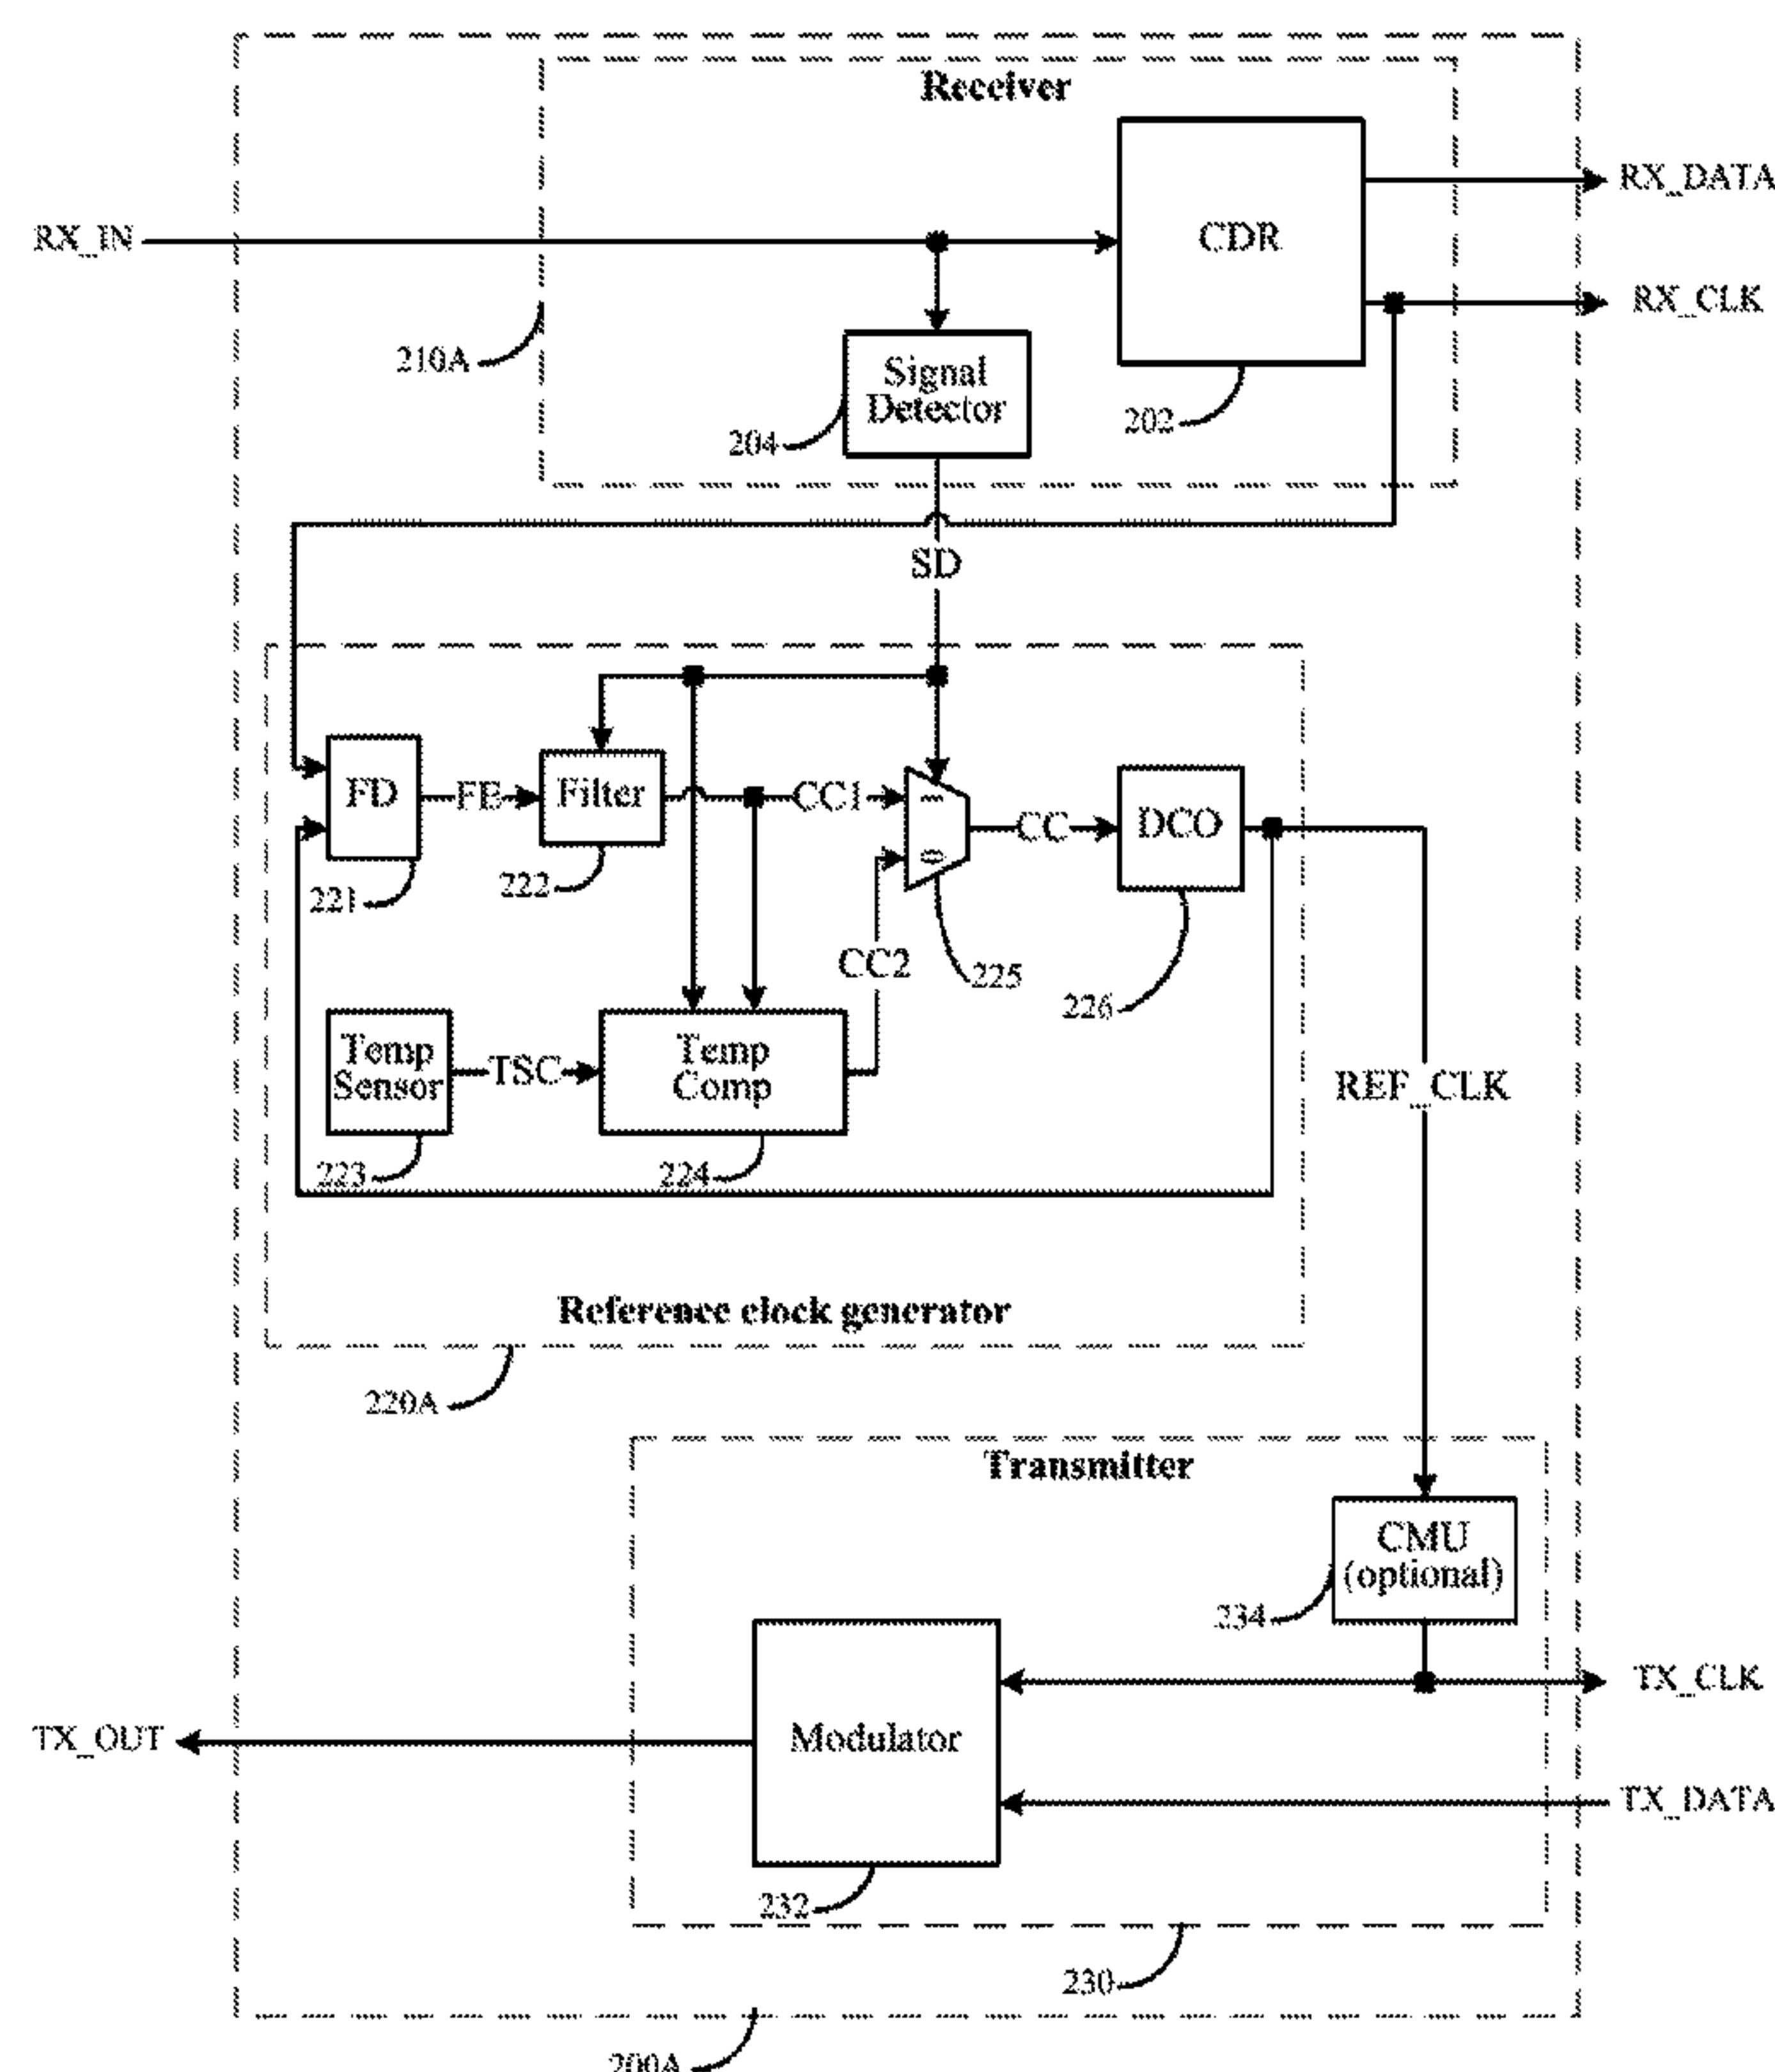 Receiver
RX_DATA
RX_IN
CDR
RX_CLK
210A
Signal
Detector
204
202
SD
FD
FE
Filter
CC1
1
CC
DCO
0
221
222
CC2
225
226
Temp
Sensor
TSC
Temp
Comp
REF_CLK
223
224
Reference clock generator
220A
Transmitter
CMU
(optional)
234
TX_CLK
TX_OUT
Modulator
TX_DATA
232
230
200A